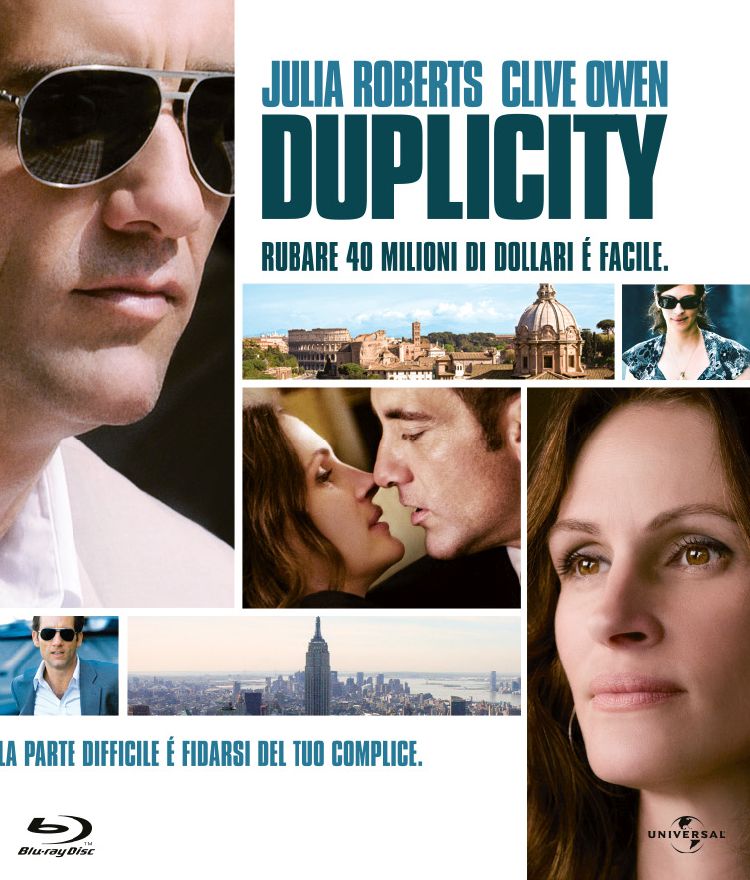 JULIA ROBERTS CLIVE OWEN
DUPLICITY
RUBARE 40 MILIONI DI DOLLARI É FACILE.
LA PARTE DIFFICILE É FIDARSI DEL TUO COMPLICE.
Blu-ray Disc™
UNIVERSAL